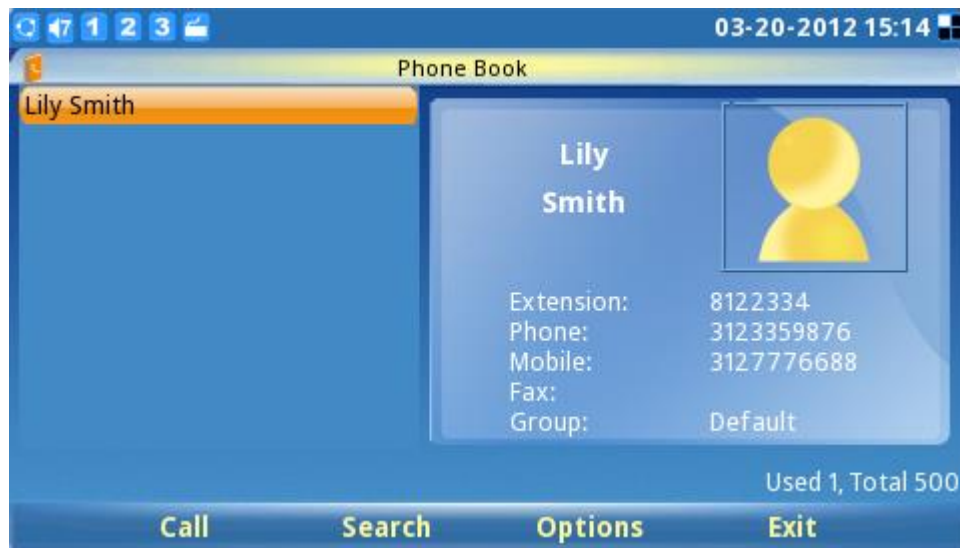 7 1 2 3 03-20-2012 15:14
Phone Book
Lily Smith
Lily
Smith
Extension: 8122334
Phone: 3123359876
Mobile: 3127776688
Fax:
Group: Default
Used 1, Total 500
Call Search Options Exit